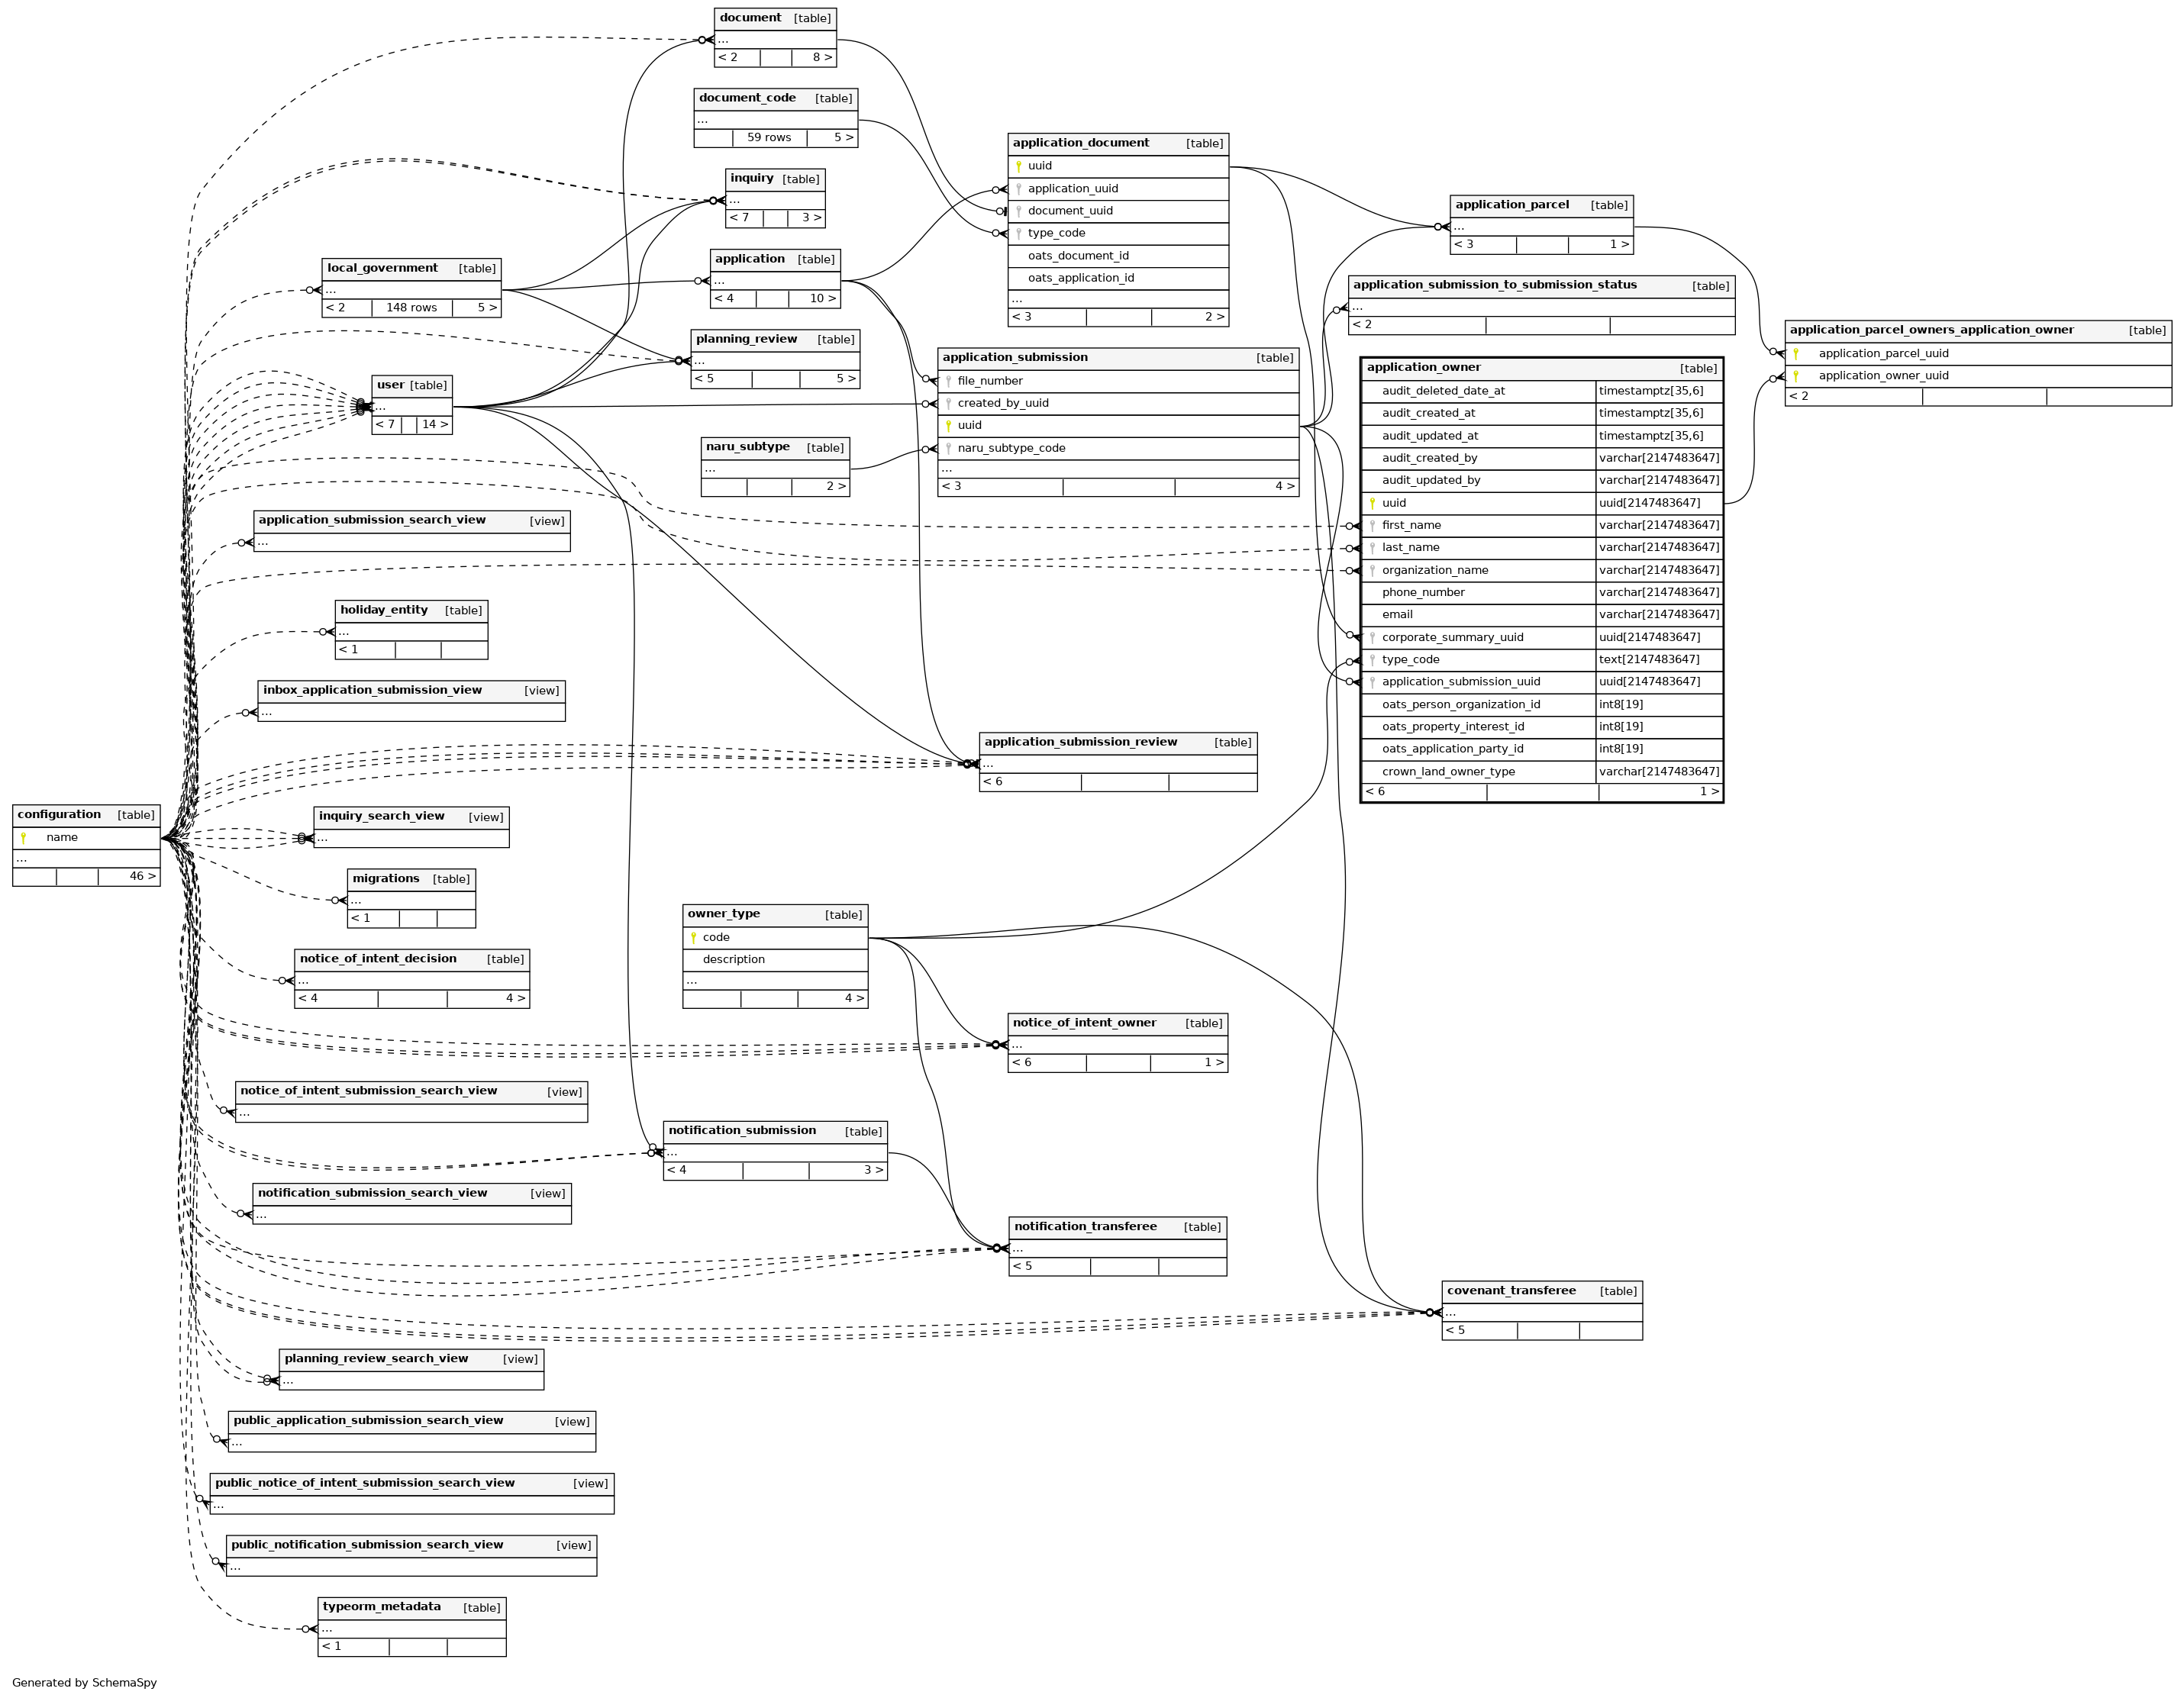 document [table]
...
< 2 8 >
document_code [table]
...
59 rows 5 >
inquiry [table]
...
< 7 3 >
application [table]
...
< 4 10 >
local_government [table]
...
< 2 148 rows 5 >
planning_review [table]
...
< 5 5 >
user [table]
...
< 7 14 >
naru_subtype [table]
...
2 >
application_document [table]
uuid
application_uuid
document_uuid
type_code
oats_document_id
oats_application_id
...
< 3 2 >
application_submission [table]
file_number
created_by_uuid
uuid
naru_subtype_code
...
< 3 4 >
application_parcel [table]
...
< 3 1 >
application_submission_to_submission_status [table]
...
< 2
application_parcel_owners_application_owner [table]
application_parcel_uuid
application_owner_uuid
< 2
application_owner [table]
audit_deleted_date_at timestamptz[35,6]
audit_created_at timestamptz[35,6]
audit_updated_at timestamptz[35,6]
audit_created_by varchar[2147483647]
audit_updated_by varchar[2147483647]
uuid uuid[2147483647]
first_name varchar[2147483647]
last_name varchar[2147483647]
organization_name varchar[2147483647]
phone_number varchar[2147483647]
email varchar[2147483647]
corporate_summary_uuid uuid[2147483647]
type_code text[2147483647]
application_submission_uuid uuid[2147483647]
oats_person_organization_id int8[19]
oats_property_interest_id int8[19]
oats_application_party_id int8[19]
crown_land_owner_type varchar[2147483647]
< 6 1 >
application_submission_search_view [view]
...
holiday_entity [table]
...
< 1
inbox_application_submission_view [view]
...
application_submission_review [table]
...
< 6
configuration [table]
name
...
46 >
inquiry_search_view [view]
...
migrations [table]
...
< 1
owner_type [table]
code
description
...
4 >
notice_of_intent_decision [table]
...
< 4 4 >
notice_of_intent_owner [table]
...
< 6 1 >
notice_of_intent_submission_search_view [view]
...
notification_submission [table]
...
< 4 3 >
notification_submission_search_view [view]
...
notification_transferee [table]
...
< 5
covenant_transferee [table]
...
< 5
planning_review_search_view [view]
...
public_application_submission_search_view [view]
...
public_notice_of_intent_submission_search_view [view]
...
public_notification_submission_search_view [view]
...
typeorm_metadata [table]
...
< 1
Generated by SchemaSpy